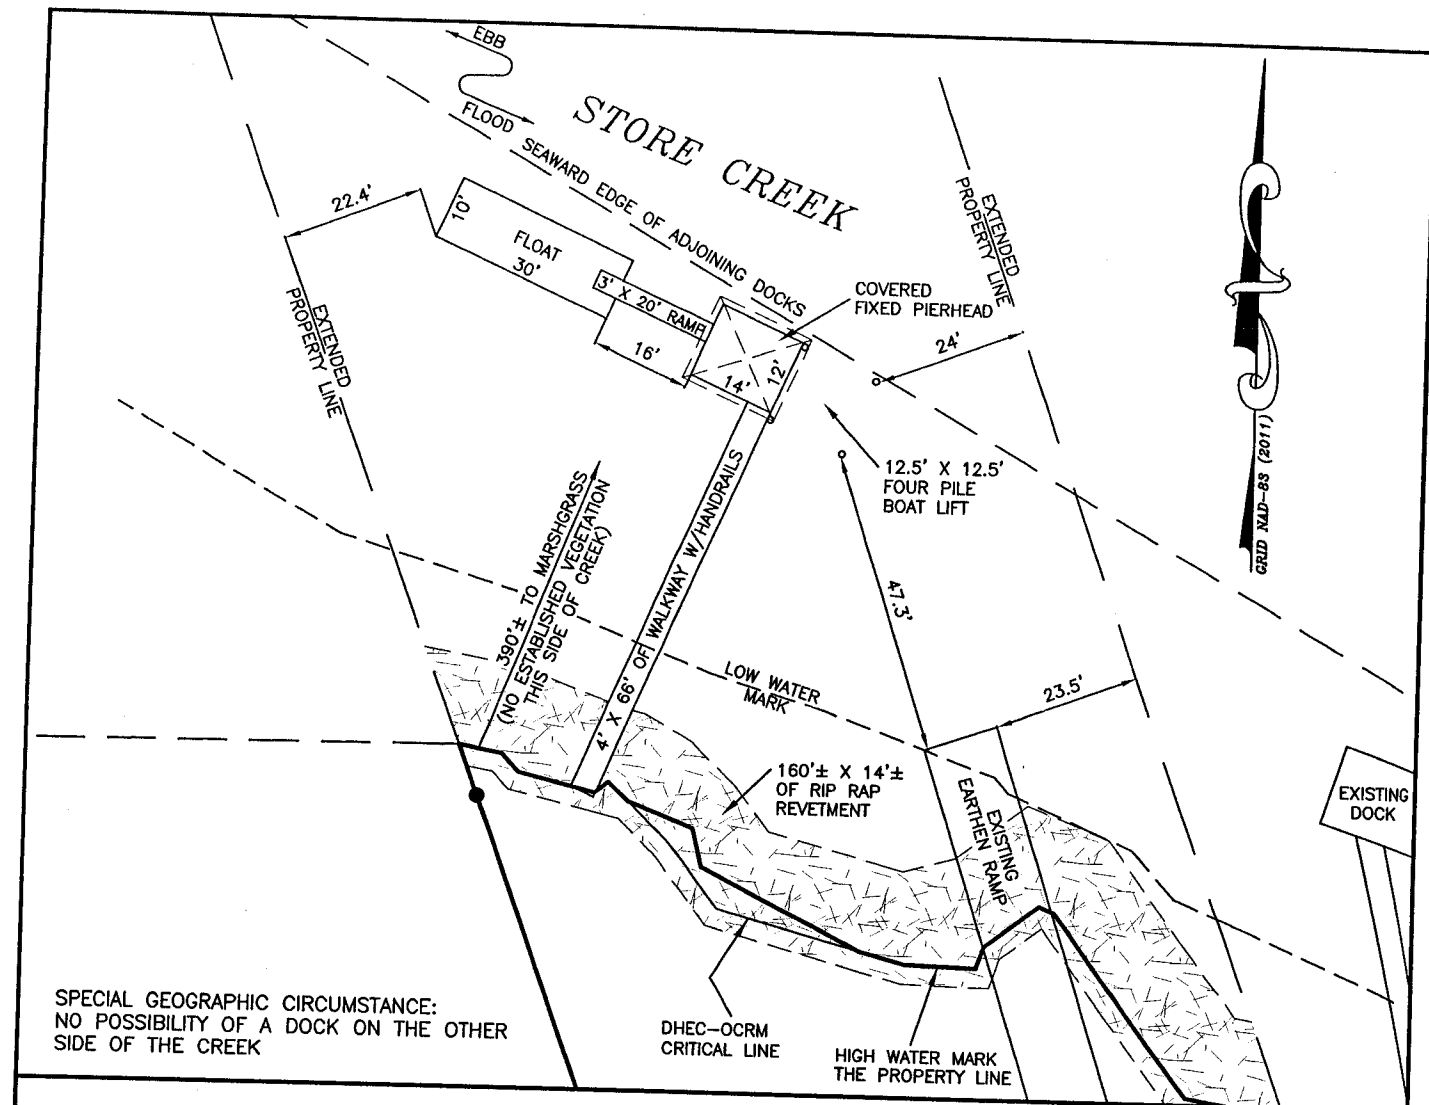 EBB
FLOOD
STORE CREEK
SEAWARD EDGE OF ADJOINING DOCKS
22.4'
10'
FLOAT
30'
3' X 20' RAMP
16'
14'
12'
COVERED
FIXED PIERHEAD
EXTENDED
PROPERTY LINE
24'
EXTENDED
PROPERTY LINE
12.5' X 12.5'
FOUR PILE
BOAT LIFT
GRID NAD-83 (2011)
390'± TO MARSHGRASS
(NO ESTABLISHED VEGETATION
THIS SIDE OF CREEK)
4' X 66' OF WALKWAY W/HANDRAILS
47.3'
LOW WATER
MARK
23.5'
160'± X 14'±
OF RIP RAP
REVETMENT
EXISTING
EARTHEN RAMP
EXISTING
DOCK
SPECIAL GEOGRAPHIC CIRCUMSTANCE:
NO POSSIBILITY OF A DOCK ON THE OTHER
SIDE OF THE CREEK
DHEC-OCRM
CRITICAL LINE
HIGH WATER MARK
THE PROPERTY LINE